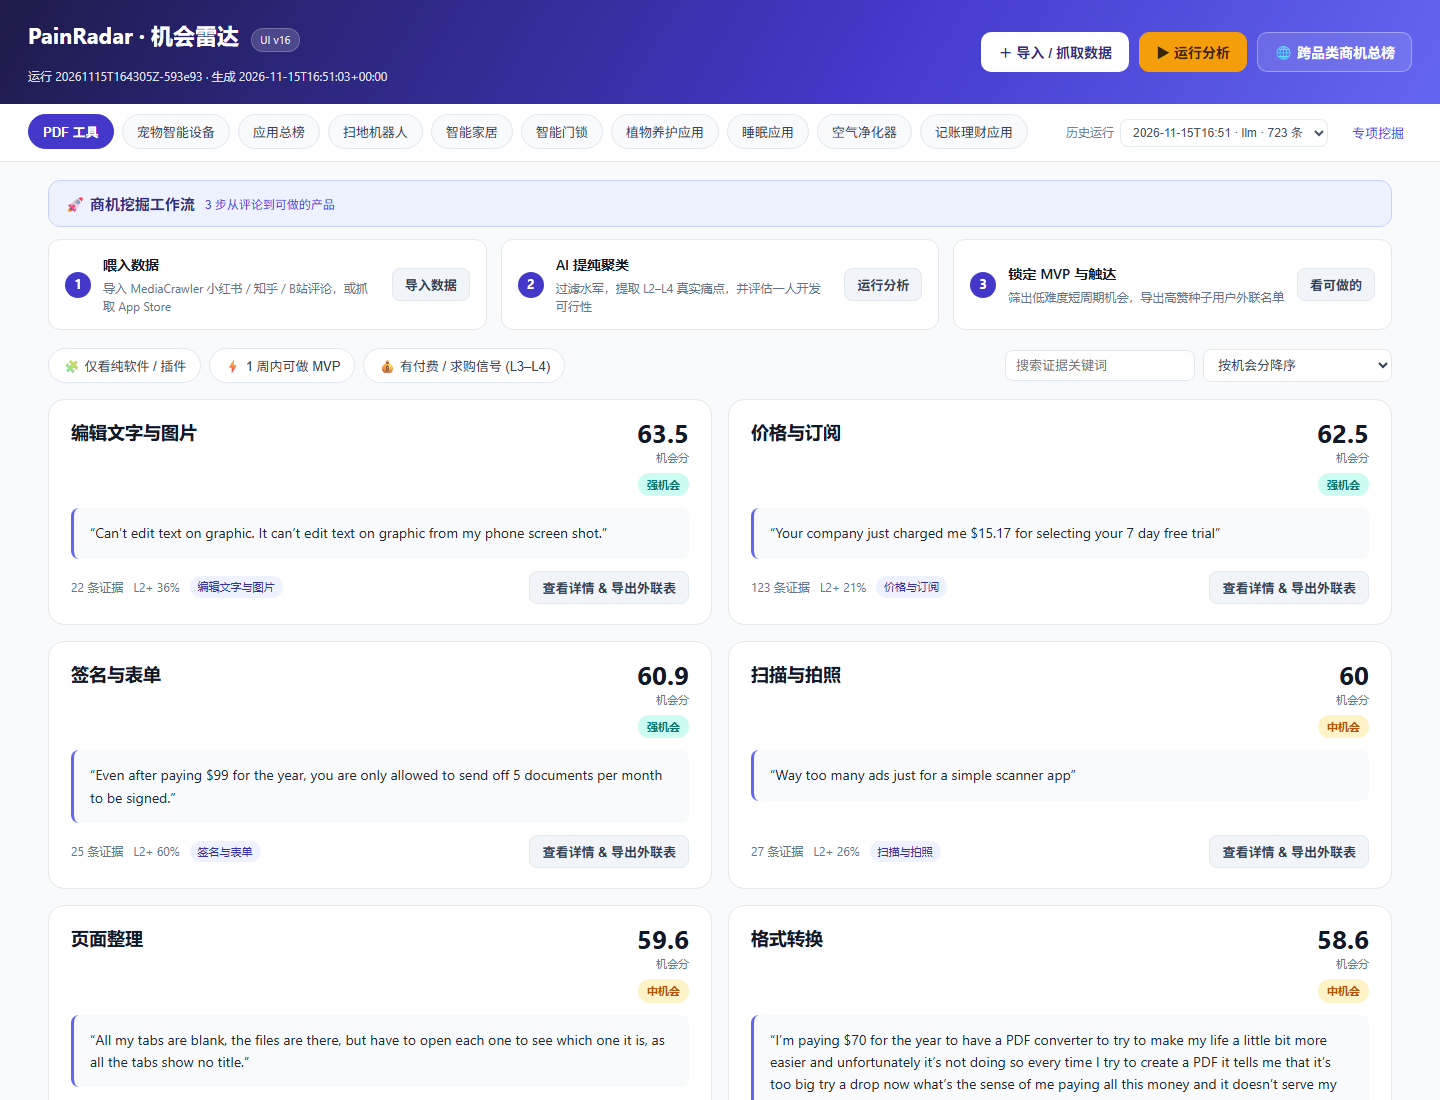 PainRadar · 机会雷达 UI v16
运行 20261115T164305Z-593e93 · 生成 2026-11-15T16:51:03+00:00
＋ 导入 / 抓取数据
▶ 运行分析
🌐 跨品类商机总榜
PDF 工具
宠物智能设备
应用总榜
扫地机器人
智能家居
智能门锁
植物养护应用
睡眠应用
空气净化器
记账理财应用
历史运行
2026-11-15T16:51 · llm · 723 条
专项挖掘
🚀 商机挖掘工作流 3 步从评论到可做的产品
1
喂入数据
导入 MediaCrawler 小红书 / 知乎 / B站评论，或抓
取 App Store
导入数据
2
AI 提纯聚类
过滤水军，提取 L2–L4 真实痛点，并评估一人开发
可行性
运行分析
3
锁定 MVP 与触达
筛出低难度短周期机会，导出高赞种子用户外联名单
看可做的
🧩 仅看纯软件 / 插件
⚡ 1 周内可做 MVP
💰 有付费 / 求购信号 (L3–L4)
搜索证据关键词
按机会分降序
编辑文字与图片
63.5
机会分
强机会
“Can’t edit text on graphic. It can’t edit text on graphic from my phone screen shot.”
22 条证据 L2+ 36% 编辑文字与图片
查看详情 & 导出外联表
价格与订阅
62.5
机会分
强机会
“Your company just charged me $15.17 for selecting your 7 day free trial”
123 条证据 L2+ 21% 价格与订阅
查看详情 & 导出外联表
签名与表单
60.9
机会分
强机会
“Even after paying $99 for the year, you are only allowed to send off 5 documents per month
to be signed.”
25 条证据 L2+ 60% 签名与表单
查看详情 & 导出外联表
扫描与拍照
60
机会分
中机会
“Way too many ads just for a simple scanner app”
27 条证据 L2+ 26% 扫描与拍照
查看详情 & 导出外联表
页面整理
59.6
机会分
中机会
“All my tabs are blank, the files are there, but have to open each one to see which one it is, as
all the tabs show no title.”
格式转换
58.6
机会分
中机会
“I’m paying $70 for the year to have a PDF converter to try to make my life a little bit more
easier and unfortunately it’s not doing so every time I try to create a PDF it tells me that it’s
too big try a drop now what’s the sense of me paying all this money and it doesn’t serve my